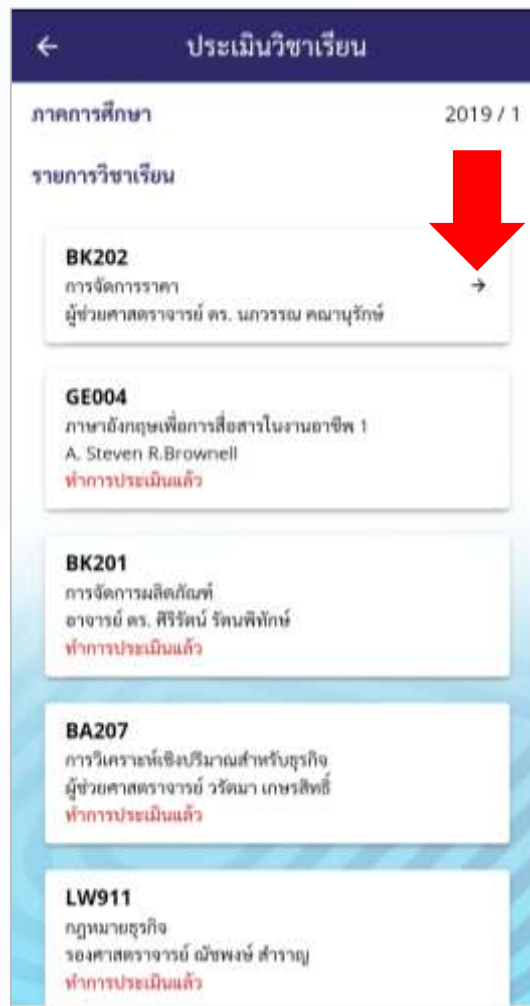 ประเมินวิชาเรียน
ภาคการศึกษา 2019 / 1
รายการวิชาเรียน
BK202
การจัดการราคา
ผู้ช่วยศาสตราจารย์ ดร. นภวรรณ คณานุรักษ์
GE004
ภาษาอังกฤษเพื่อการสื่อสารในงานอาชีพ 1
A. Steven R.Brownell
ทำการประเมินแล้ว
BK201
การจัดการผลิตภัณฑ์
อาจารย์ ดร. ศิริรัตน์ รัตนพิทักษ์
ทำการประเมินแล้ว
BA207
การวิเคราะห์เชิงปริมาณสำหรับธุรกิจ
ผู้ช่วยศาสตราจารย์ วรัตมา เกษรสิทธิ์
ทำการประเมินแล้ว
LW911
กฎหมายธุรกิจ
รองศาสตราจารย์ ณัชพงษ์ สำราญ
ทำการประเมินแล้ว